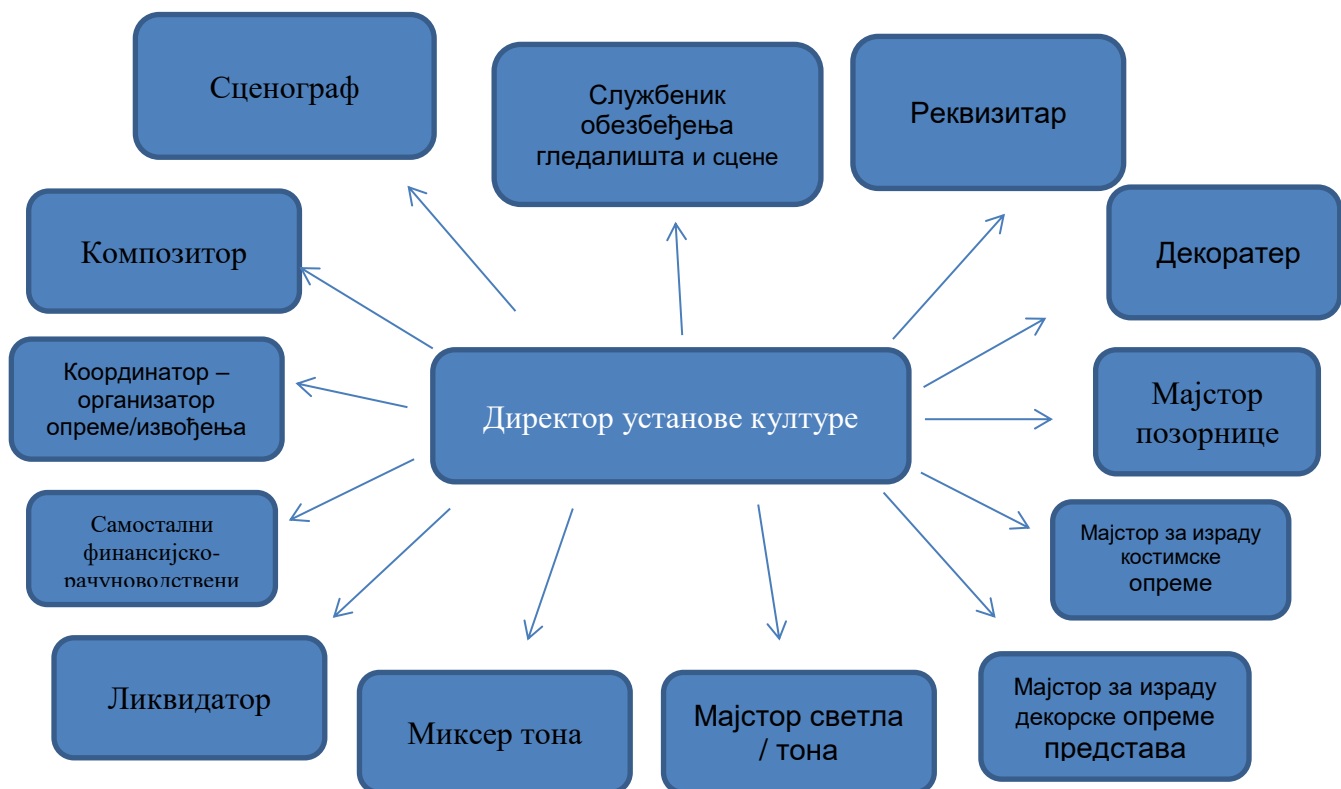 Сценограф
Службеник
обезбеђења
гледалишта и сцене
Реквизитар
Композитор
Декоратер
Координатор –
организатор
опреме/извођења
Директор установе културе
Мајстор
позорнице
Самостални
финансијско-
рачуноводствени
Мајстор за израду
костимске
опреме
Ликвидатор
Миксер тона
Мајстор светла
/ тона
Мајстор за израду
декорске опреме
представа